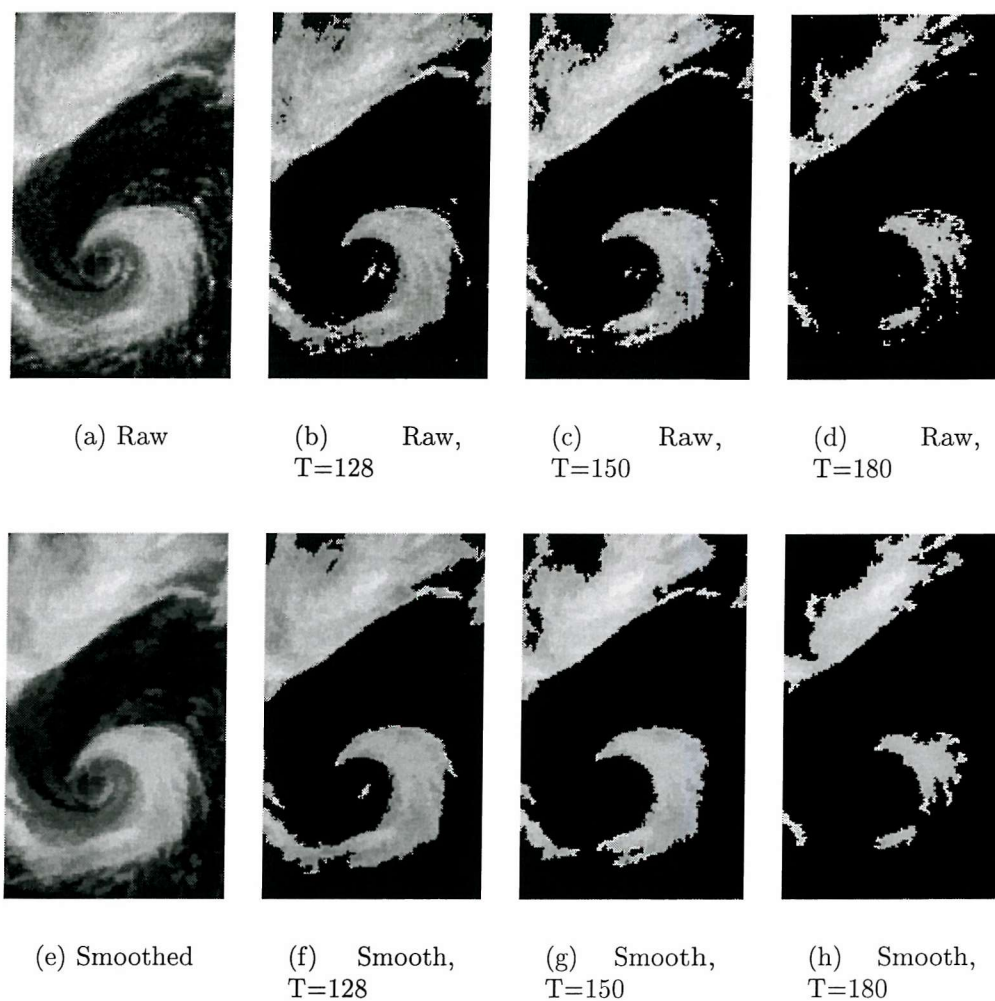 (a) Raw
(b) Raw,
T=128
(c) Raw,
T=150
(d) Raw,
T=180
(e) Smoothed
(f) Smooth,
T=128
(g) Smooth,
T=150
(h) Smooth,
T=180